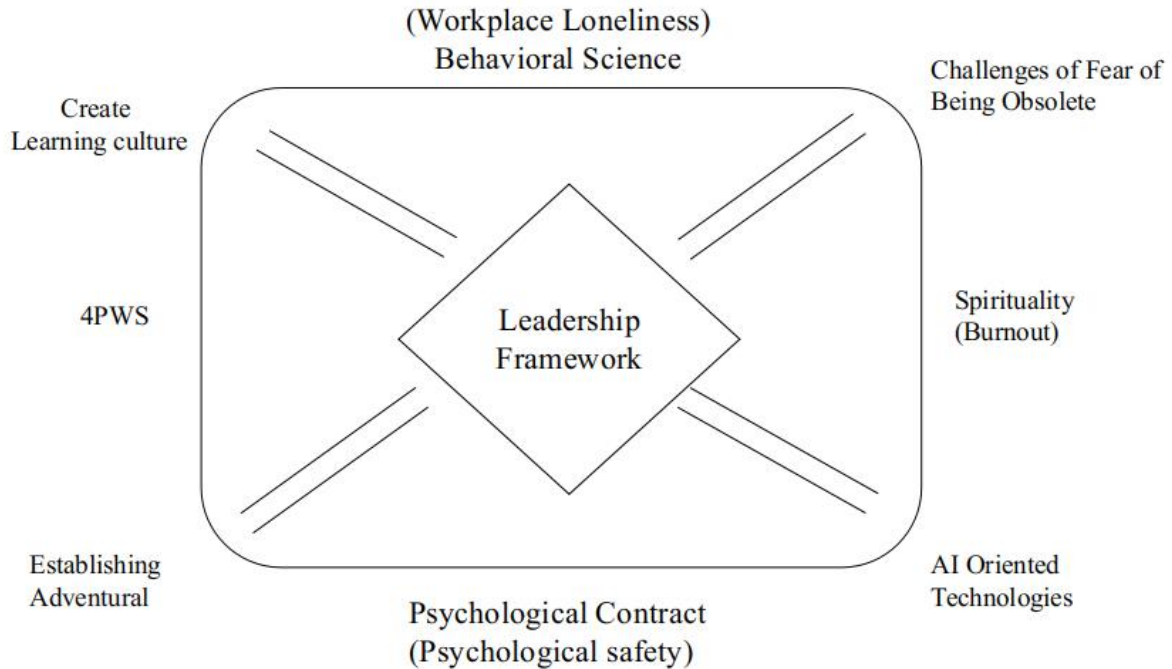 (Workplace Loneliness)
Behavioral Science
Challenges of Fear of
Being Obsolete
Create
Learning culture
4PWS
Leadership
Framework
Spirituality
(Burnout)
Establishing
Adventural
AI Oriented
Technologies
Psychological Contract
(Psychological safety)